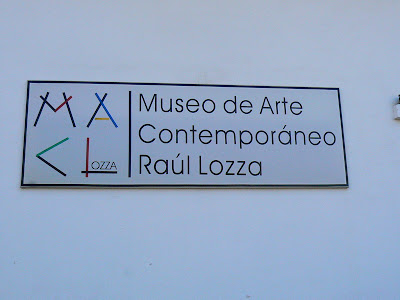 MA
CLOZZA
Museo de Arte
Contemporáneo
Raúl Lozza